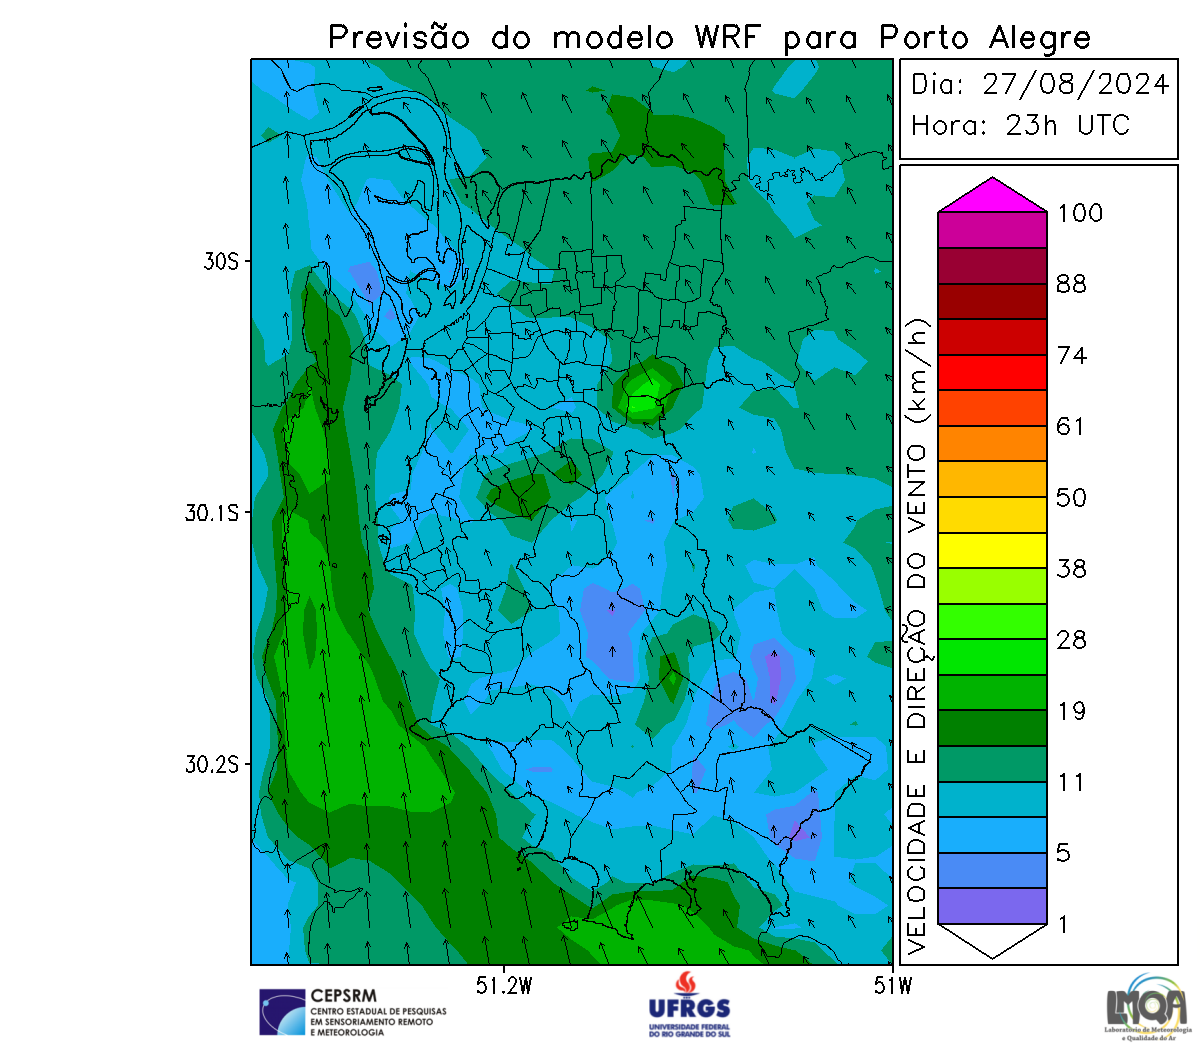 Previsão do modelo WRF para Porto Alegre
Dia: 27/08/2024
Hora: 23h UTC
30S
30.1S
30.2S
51.2W
51W
VELOCIDADE E DIREÇÃO DO VENTO (km/h)
100
88
74
61
50
38
28
19
11
5
1
CEPSRM
CENTRO ESTADUAL DE PESQUISAS
EM SENSORIAMENTO REMOTO
E METEOROLOGIA
UFRGS
UNIVERSIDADE FEDERAL
DO RIO GRANDE DO SUL
LMQA
Laboratório de Meteorologia
e Qualidade do Ar